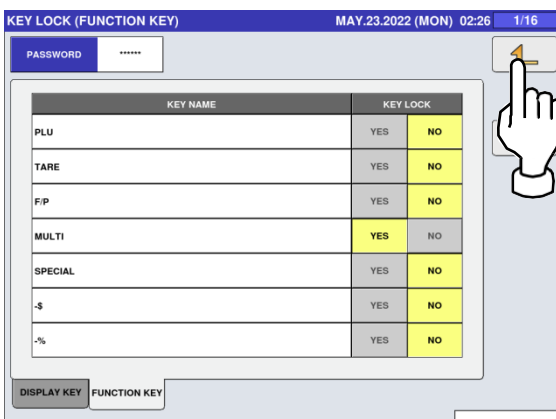 KEY LOCK (FUNCTION KEY) MAY.23.2022 (MON) 02:26 1/16
PASSWORD ******
KEY NAME KEY LOCK
PLU YES NO
TARE YES NO
F/P YES NO
MULTI YES NO
SPECIAL YES NO
-$ YES NO
-% YES NO
DISPLAY KEY FUNCTION KEY